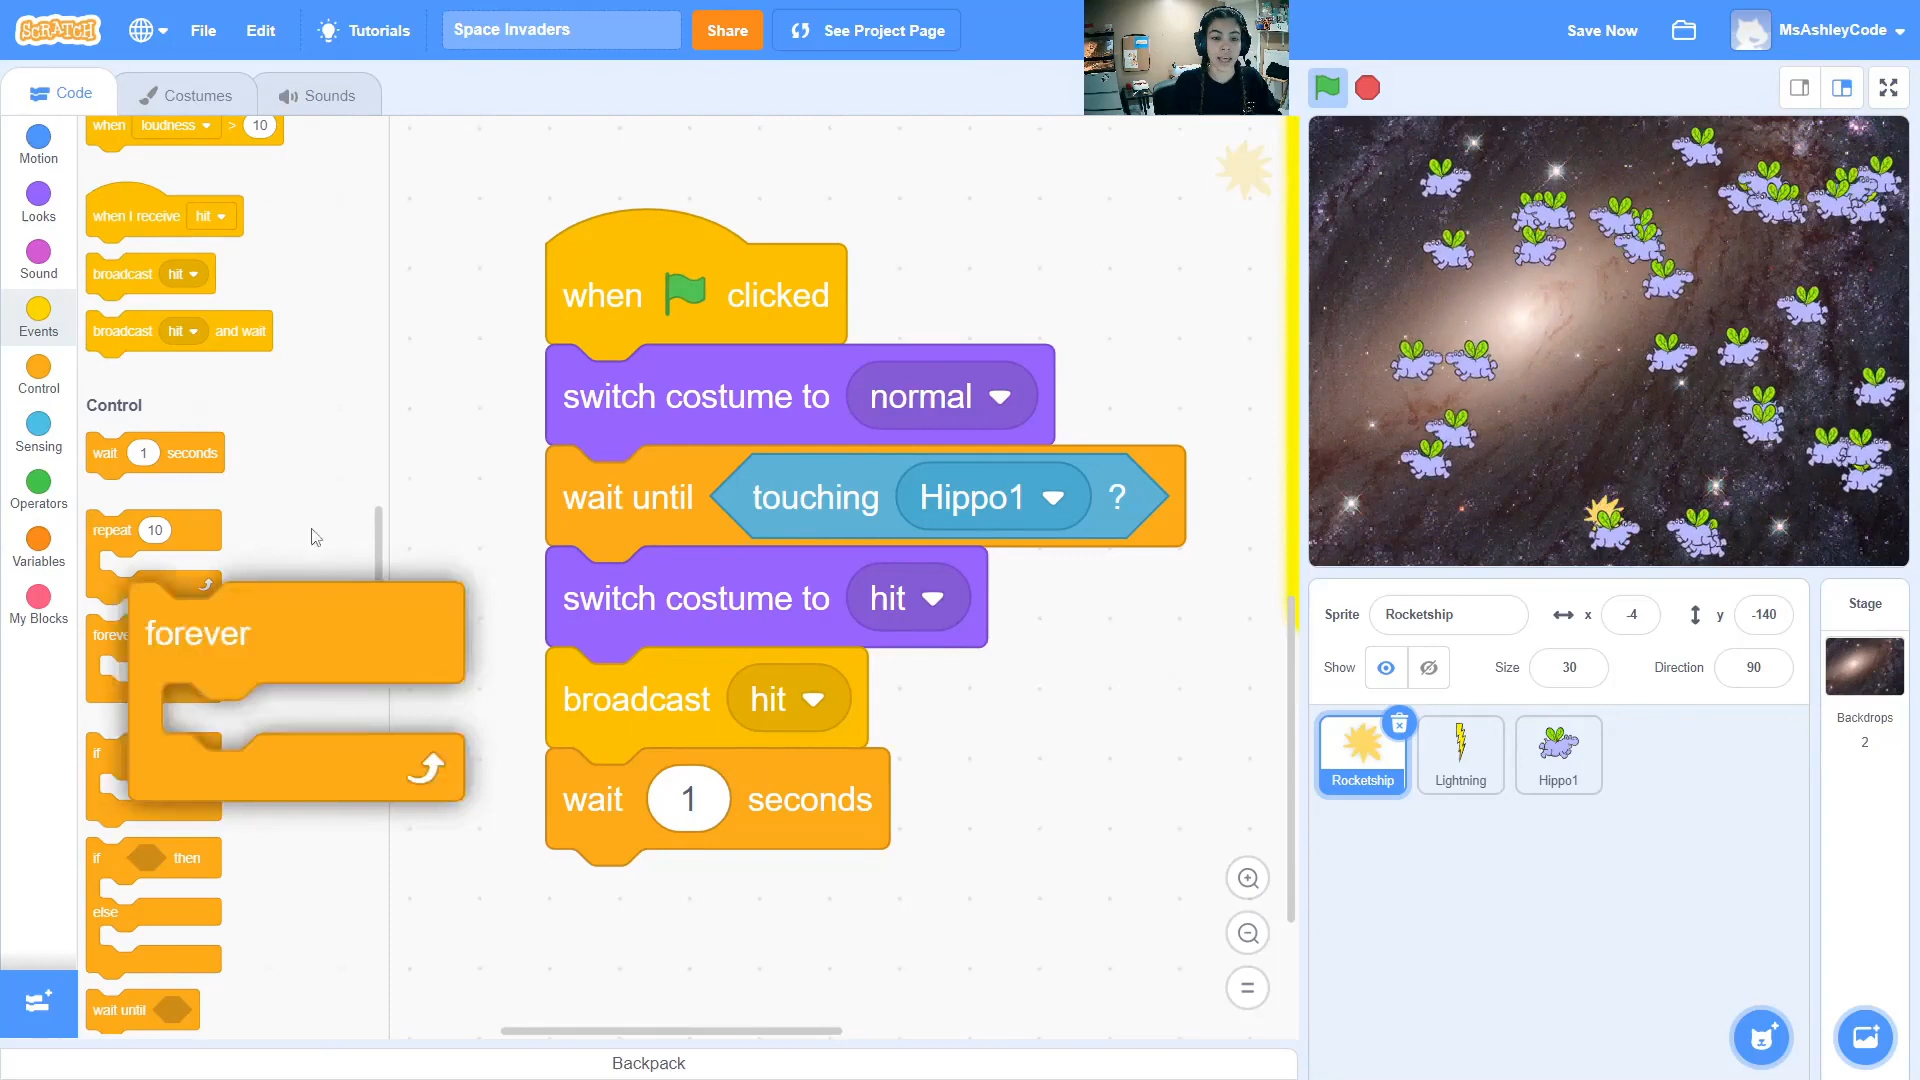 SCRATCH
File
Edit
Tutorials
Space Invaders
Share
See Project Page
Save Now
MsAshleyCode
Code
Costumes
Sounds
Motion
Looks
Sound
Events
Control
Sensing
Operators
Variables
My Blocks
when loudness > 10
when I receive hit
broadcast hit
broadcast hit and wait
Control
wait 1 seconds
repeat 10
forever
if
if then
else
wait until
forever
when clicked
switch costume to normal
wait until touching Hippo1 ?
switch costume to hit
broadcast hit
wait 1 seconds
Backpack
Sprite Rocketship x -4 y -140
Show Size 30 Direction 90
Rocketship
Lightning
Hippo1
Stage
Backdrops
2